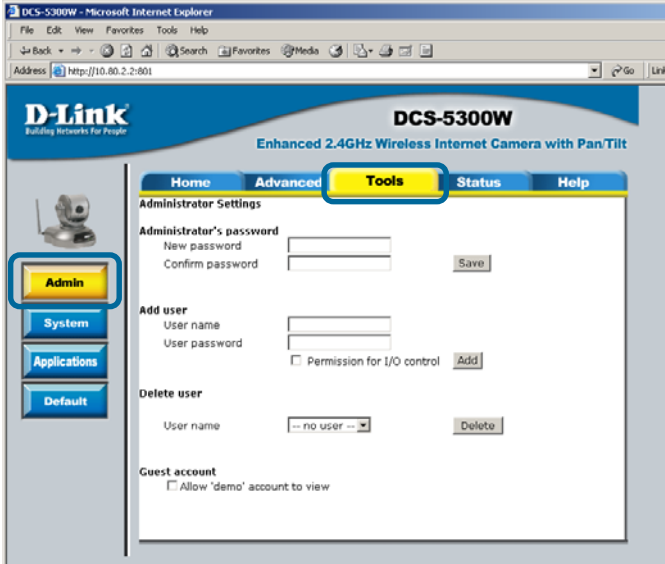 DCS-5300W - Microsoft Internet Explorer
File Edit View Favorites Tools Help
Back Search Favorites Media
Address http://10.80.2.2:801 Go
D-Link
Building Networks for People
DCS-5300W
Enhanced 2.4GHz Wireless Internet Camera with Pan/Tilt
Home Advanced Tools Status Help
Admin
System
Applications
Default
Administrator Settings
Administrator's password
New password
Confirm password Save
Add user
User name
User password
Permission for I/O control Add
Delete user
User name -- no user -- Delete
Guest account
Allow 'demo' account to view